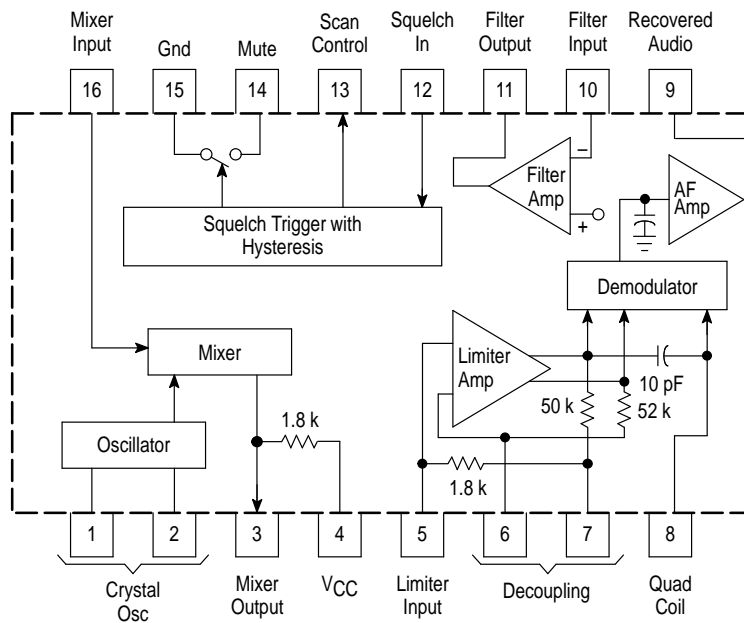 Mixer
Input
Gnd
Mute
Scan
Control
Squelch
In
Filter
Output
Filter
Input
Recovered
Audio
16
15
14
13
12
11
10
9
Squelch Trigger with
Hysteresis
Filter
Amp
–
+
AF
Amp
Demodulator
Mixer
Limiter
Amp
10 pF
50 k
52 k
1.8 k
Oscillator
1.8 k
1
2
3
4
5
6
7
8
Crystal
Osc
Mixer
Output
VCC
Limiter
Input
Decoupling
Quad
Coil